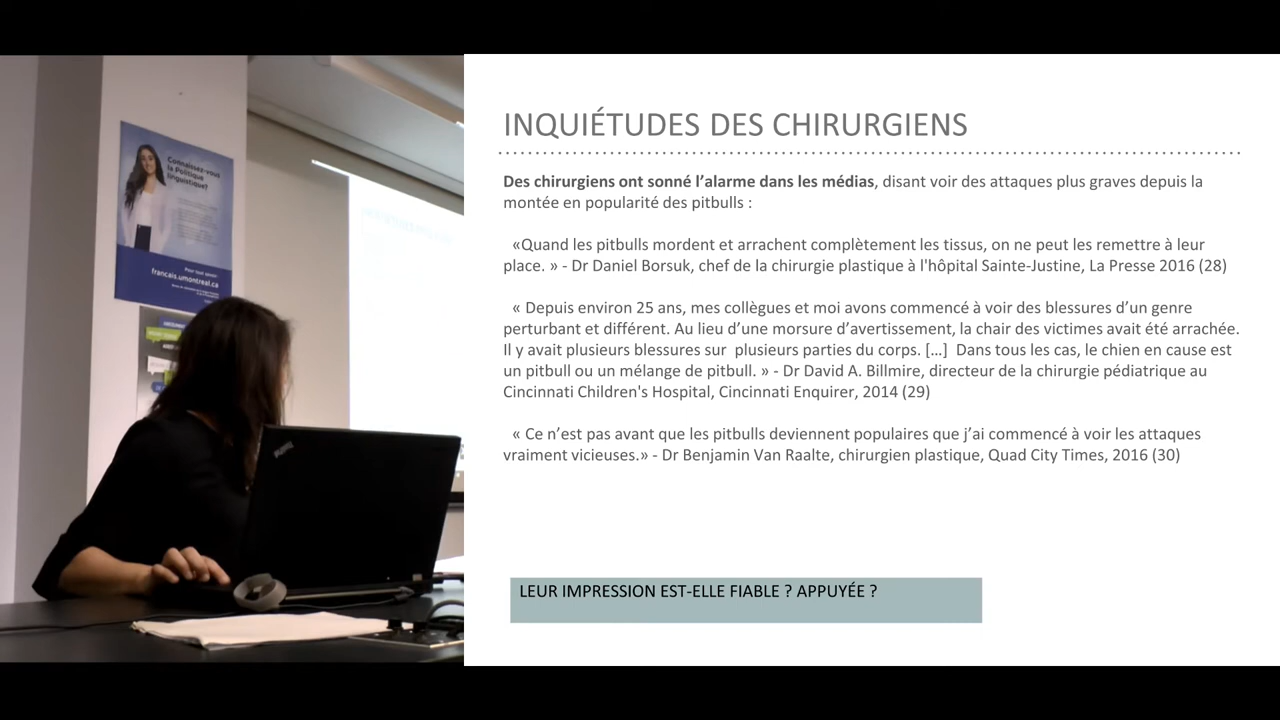 Connaissez-vous
la Politique
linguistique?
Pour tout savoir
francais.umontreal.ca
ThinkPad
INQUIÉTUDES DES CHIRURGIENS
Des chirurgiens ont sonné l’alarme dans les médias, disant voir des attaques plus graves depuis la
montée en popularité des pitbulls :
«Quand les pitbulls mordent et arrachent complètement les tissus, on ne peut les remettre à leur
place. » - Dr Daniel Borsuk, chef de la chirurgie plastique à l'hôpital Sainte-Justine, La Presse 2016 (28)
« Depuis environ 25 ans, mes collègues et moi avons commencé à voir des blessures d’un genre
perturbant et différent. Au lieu d’une morsure d’avertissement, la chair des victimes avait été arrachée.
Il y avait plusieurs blessures sur plusieurs parties du corps. […] Dans tous les cas, le chien en cause est
un pitbull ou un mélange de pitbull. » - Dr David A. Billmire, directeur de la chirurgie pédiatrique au
Cincinnati Children's Hospital, Cincinnati Enquirer, 2014 (29)
« Ce n’est pas avant que les pitbulls deviennent populaires que j’ai commencé à voir les attaques
vraiment vicieuses.» - Dr Benjamin Van Raalte, chirurgien plastique, Quad City Times, 2016 (30)
LEUR IMPRESSION EST-ELLE FIABLE ? APPUYÉE ?